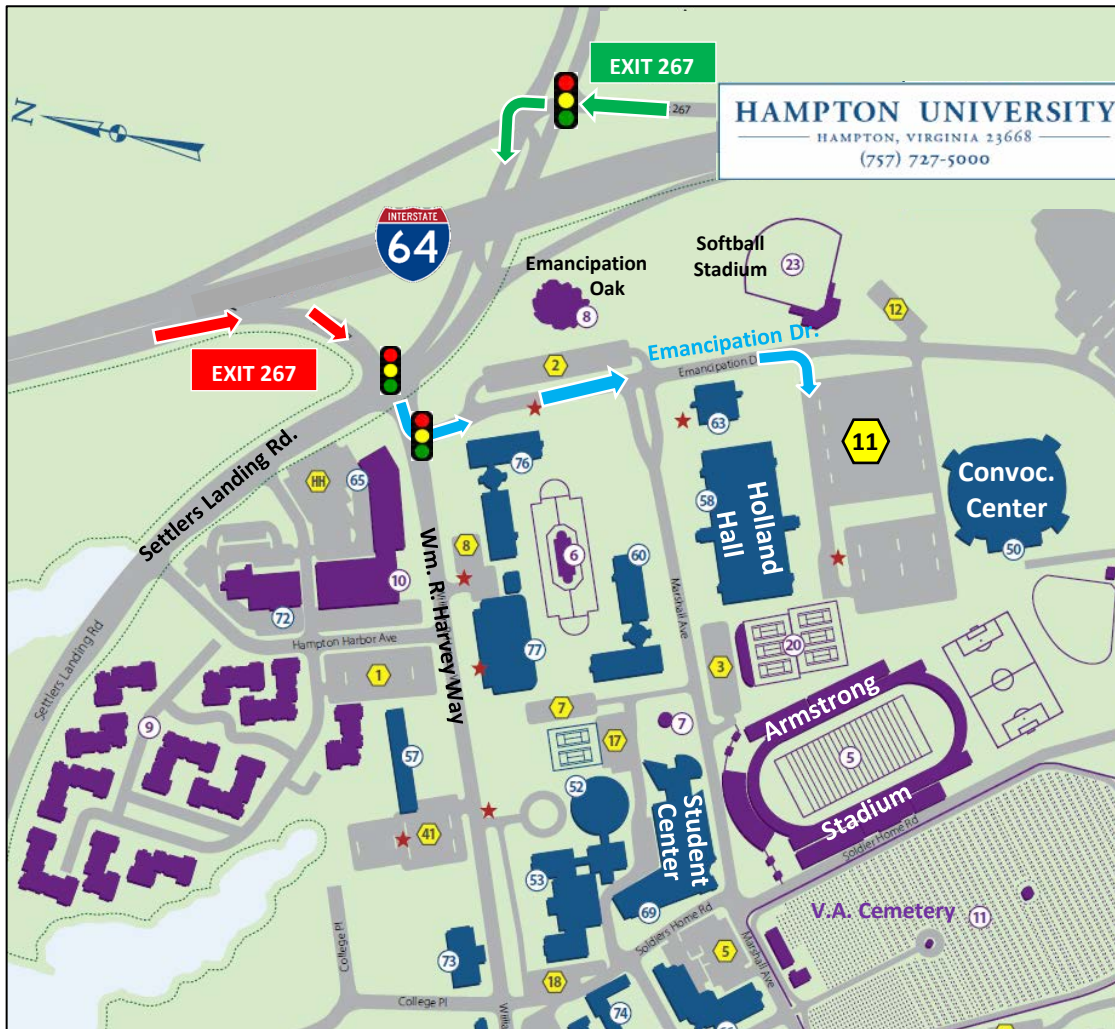 EXIT 267
267
HAMPTON UNIVERSITY
HAMPTON, VIRGINIA 23668
(757) 727-5000
N
INTERSTATE
64
Emancipation
Oak
8
Softball
Stadium
23
12
EXIT 267
2
Emancipation Dr.
Emancipation D
63
11
Convoc.
Center
50
Settlers Landing Rd.
HH
65
76
58
Holland
Hall
8
6
60
10
Wm. R. Harvey Way
72
Hampton Harbor Ave
Marshall Ave
77
20
3
1
Settlers Landing Rd
9
7
7
17
Armstrong
5
Stadium
57
52
Student
Center
Soldier Home Rd
41
53
69
V.A. Cemetery
11
Soldiers Home Rd
5
Marshall Ave
College Pl
73
18
College Pl
74